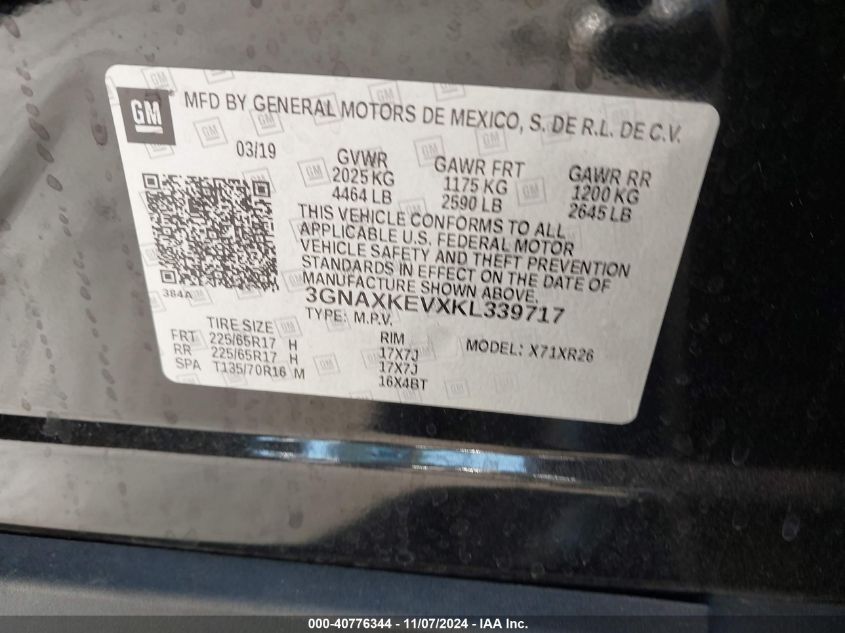 GM
MFD BY GENERAL MOTORS DE MEXICO, S. DE R.L. DE C.V.
03/19
GVWR
2025 KG
4464 LB
GAWR FRT
1175 KG
2590 LB
GAWR RR
1200 KG
2645 LB
THIS VEHICLE CONFORMS TO ALL
APPLICABLE U.S. FEDERAL MOTOR
VEHICLE SAFETY AND THEFT PREVENTION
STANDARDS IN EFFECT ON THE DATE OF
MANUFACTURE SHOWN ABOVE.
384A
3GNAXKEVXKL339717
TYPE: M.P.V.
TIRE SIZE
FRT 225/65R17 H
RR 225/65R17 H
SPA T135/70R16 M
RIM
17X7J
17X7J
16X4BT
MODEL: X71XR26
000-40776344 - 11/07/2024 - IAA Inc.